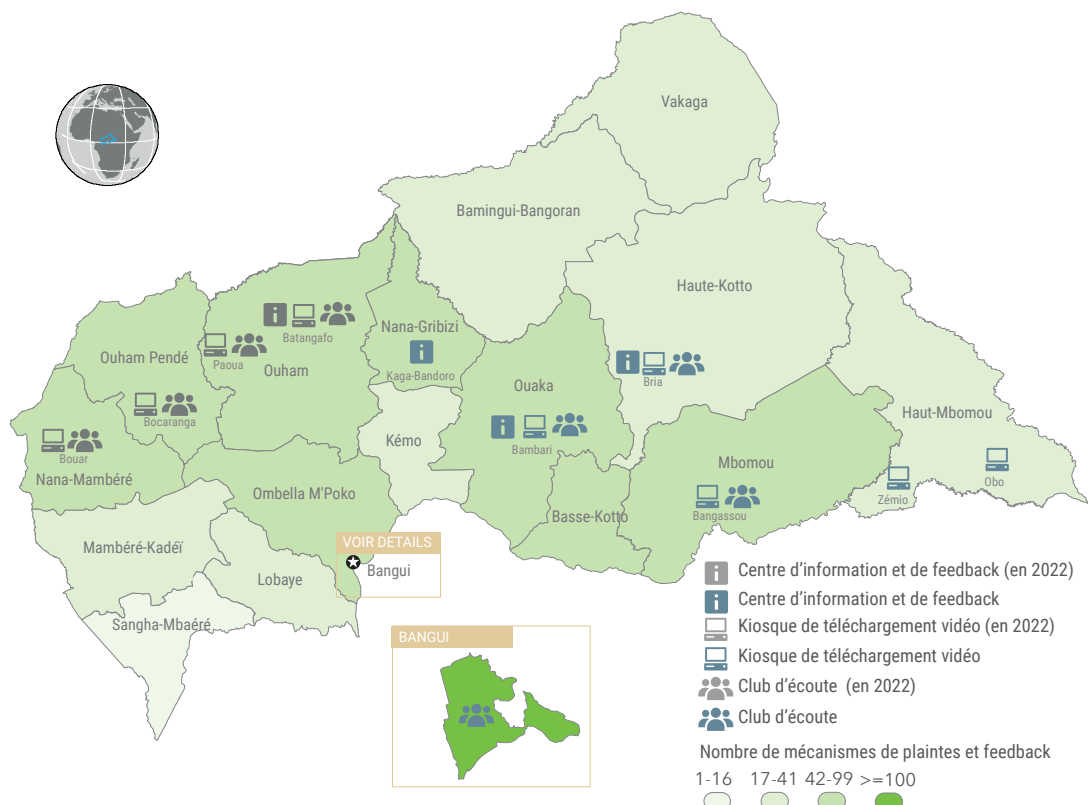 Vakaga
Bamingui-Bangoran
Haute-Kotto
Nana-Gribizi
Kaga-Bandoro
Batangafo
Ouham Pendé
Paoua
Ouham
Ouaka
Bria
Bocaranga
Haut-Mbomou
Bouar
Nana-Mambéré
Kémo
Bambari
Mbomou
Obo
Zémio
Ombella M'Poko
Basse-Kotto
Bangassou
Mambéré-Kadéï
VOIR DETAILS
Bangui
Lobaye
Sangha-Mbaéré
BANGUI
Centre d'information et de feedback (en 2022)
Centre d'information et de feedback
Kiosque de téléchargement vidéo (en 2022)
Kiosque de téléchargement vidéo
Club d'écoute (en 2022)
Club d'écoute
Nombre de mécanismes de plaintes et feedback
1-16 17-41 42-99 >=100